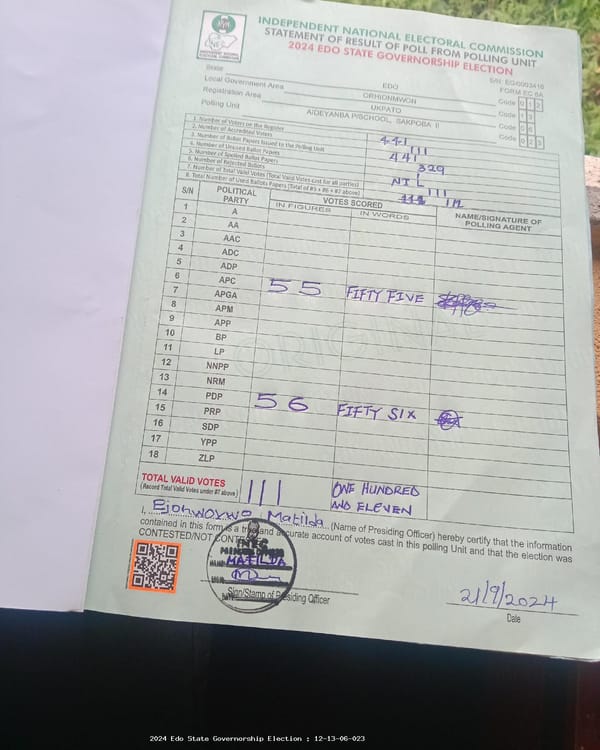 INDEPENDENT NATIONAL ELECTORAL COMMISSION
STATEMENT OF RESULT OF POLL FROM POLLING UNIT
2024 EDO STATE GOVERNORSHIP ELECTION
FORM EC 8A
State EDO Code 0 1 2
Local Government Area ORHIONMWON Code 1 3
Registration Area UKPATO Code 0 6
Polling Unit AIDEYANBA P/SCHOOL, SAKPOBA II Code 0 2 3
1. Number of Voters on the Register 441
2. Number of Accredited Voters 111
3. Number of Ballot Papers Issued to the Polling Unit 441
4. Number of Unused Ballot Papers 329
5. Number of Spoiled Ballot Papers 1
6. Number of Rejected Ballots NIL
7. Number of Total Valid Votes (Total Valid Votes cast for all parties) 111
8. Total Number of Used Ballots Papers (Total of #5 + #6 + #7 above)
S/N POLITICAL PARTY VOTES SCORED NAME/SIGNATURE OF POLLING AGENT
IN FIGURES IN WORDS
1 A
2 AA
3 AAC
4 ADC
5 ADP
6 APC 55 FIFTY FIVE
7 APGA
8 APM
9 APP
10 BP
11 LP
12 NNPP
13 NRM
14 PDP 56 FIFTY SIX
15 PRP
16 SDP
17 YPP
18 ZLP
TOTAL VALID VOTES 111 ONE HUNDRED
(Record Total Valid Votes under #7 above) AND ELEVEN
I, Matilda (Name of Presiding Officer) hereby certify that the information
contained in this form is a true and accurate account of votes cast in this polling Unit and that the election was
CONTESTED/NOT CONTESTED
INEC
MATILDA
Sign/Stamp of Presiding Officer
21/9/2024
Date
2024 Edo State Governorship Election : 12-13-06-023